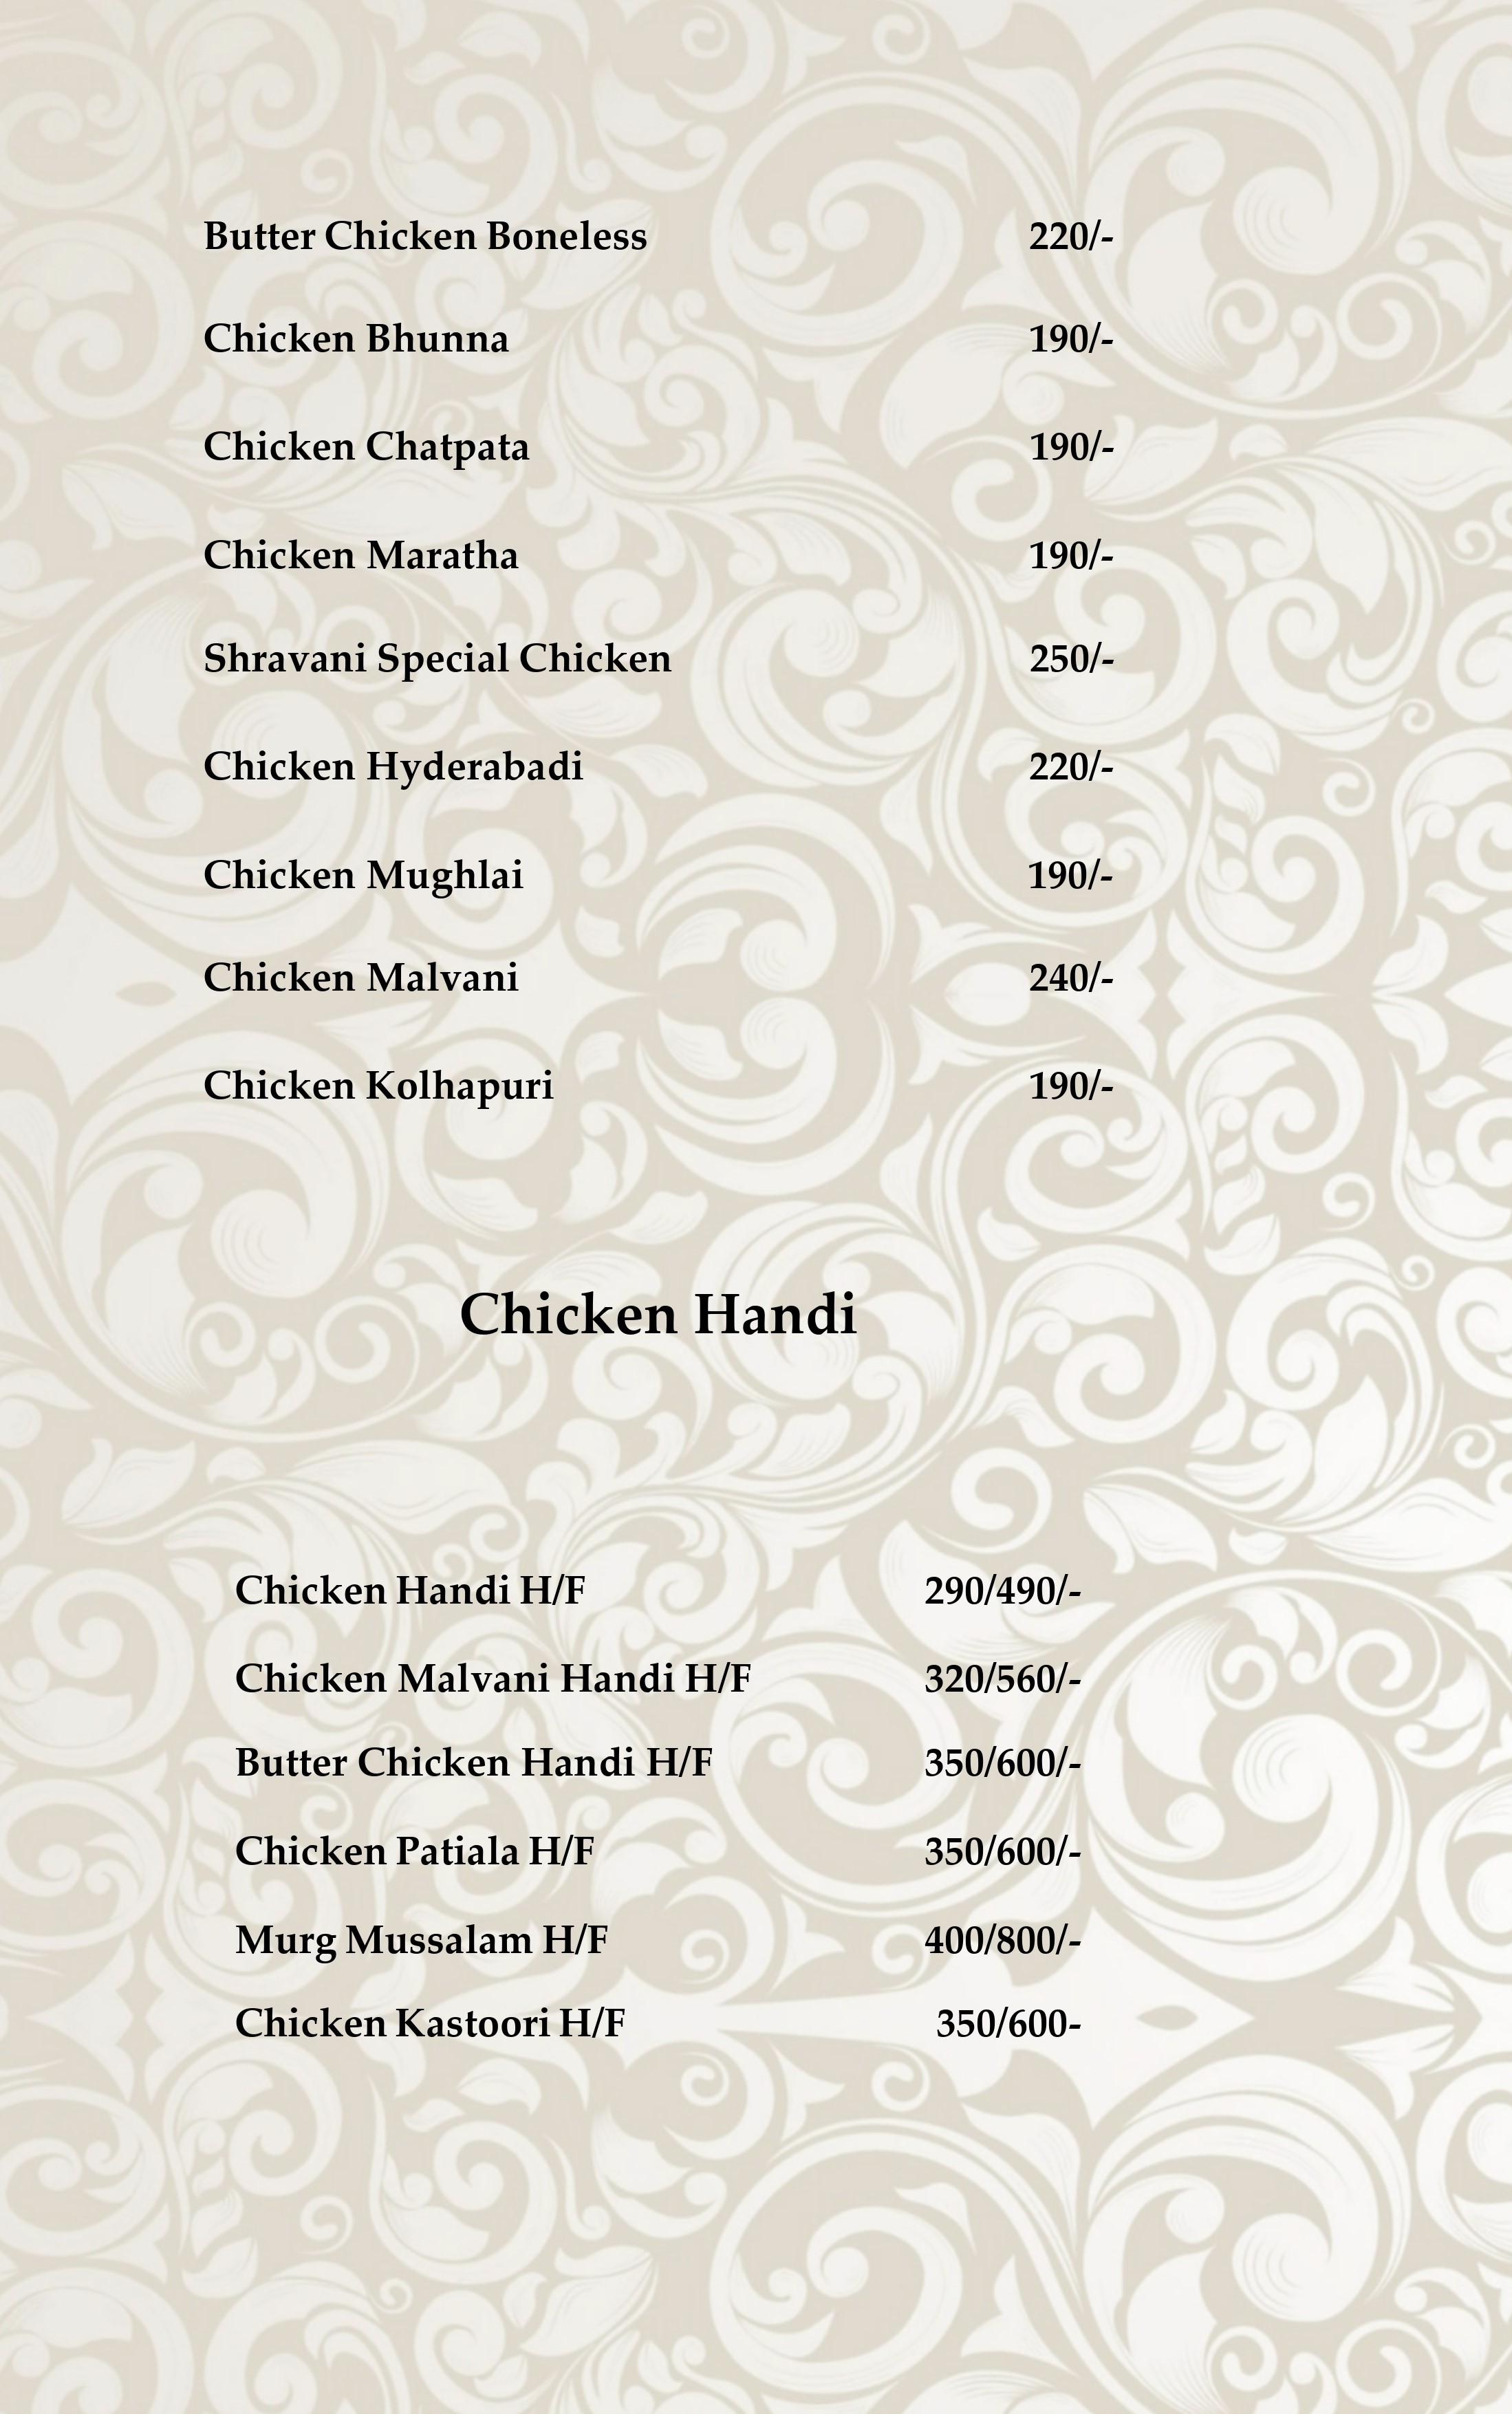 Butter Chicken Boneless 220/-
Chicken Bhunna 190/-
Chicken Chatpata 190/-
Chicken Maratha 190/-
Shravani Special Chicken 250/-
Chicken Hyderabadi 220/-
Chicken Mughlai 190/-
Chicken Malvani 240/-
Chicken Kolhapuri 190/-
Chicken Handi
Chicken Handi H/F 290/490/-
Chicken Malvani Handi H/F 320/560/-
Butter Chicken Handi H/F 350/600/-
Chicken Patiala H/F 350/600/-
Murg Mussalam H/F 400/800/-
Chicken Kastoori H/F 350/600-